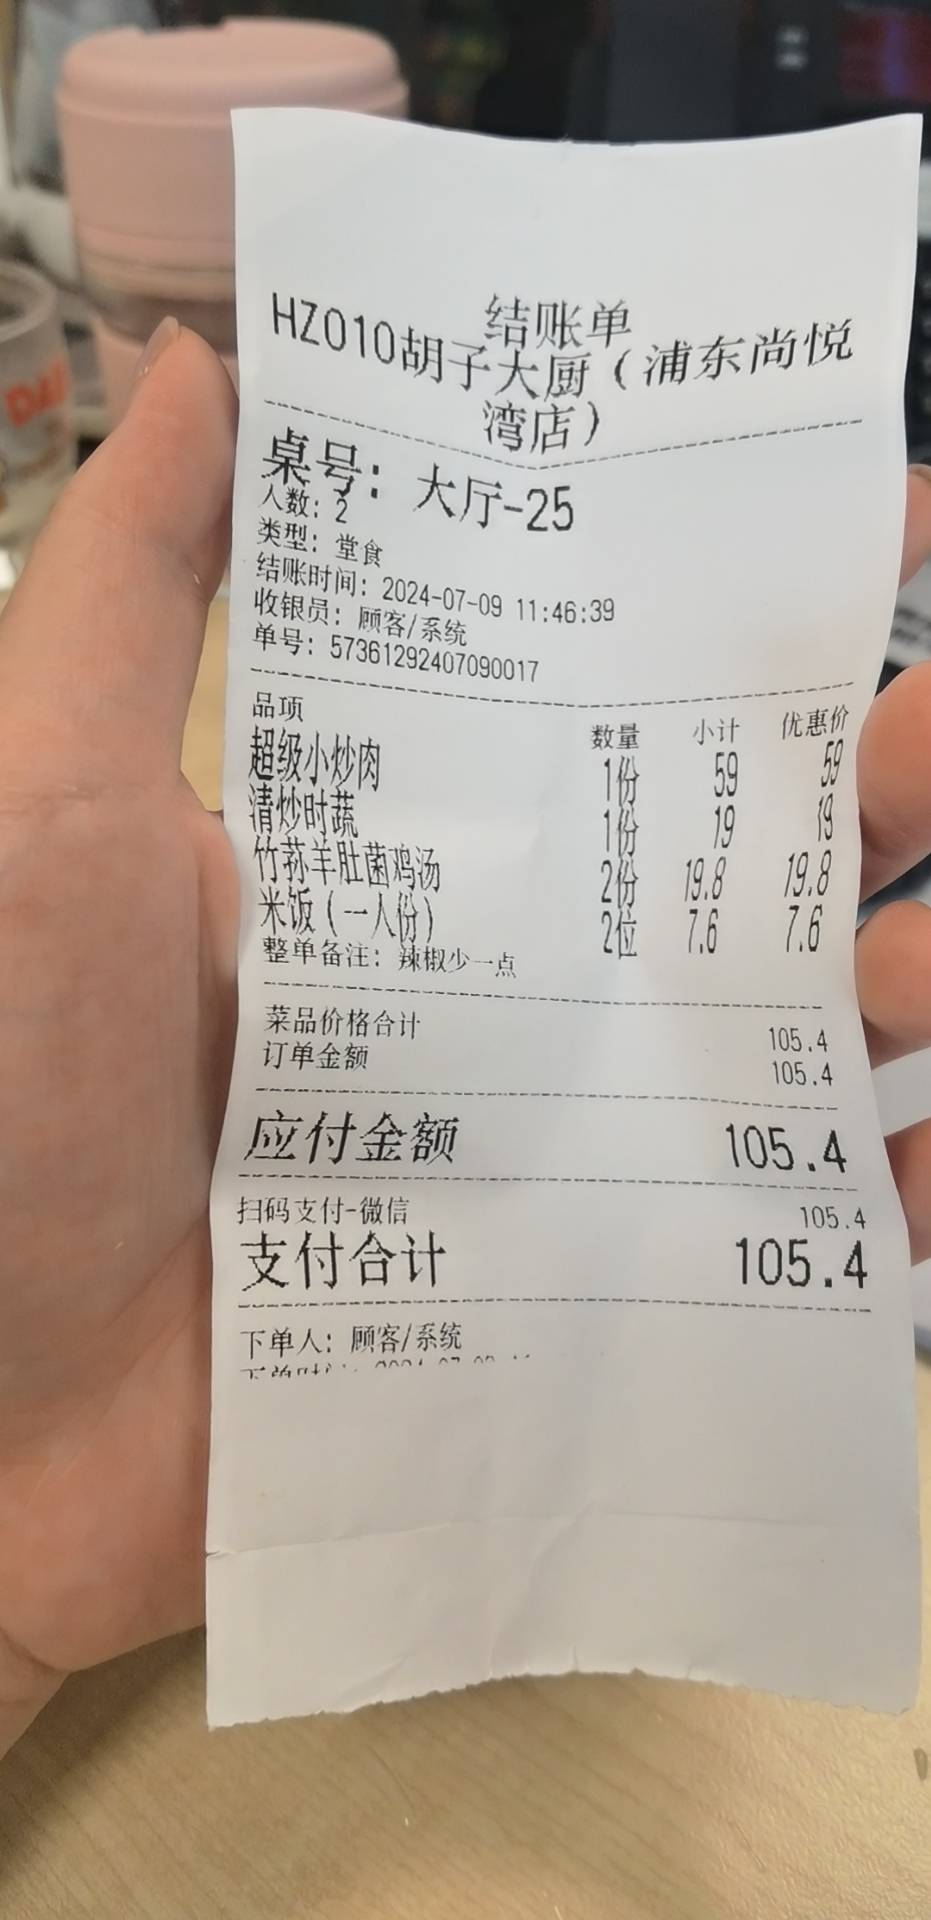 结账单
HZ010胡子大厨（浦东尚悦
湾店）
桌号：大厅-25
人数：2
类型：堂食
结账时间：2024-07-09 11:46:39
收银员：顾客/系统
单号：57361292407090017
品项 数量 小计 优惠价
超级小炒肉 1份 59 59
清炒时蔬 1份 19 19
竹荪羊肚菌鸡汤 2份 19.8 19.8
米饭（一人份） 2位 7.6 7.6
整单备注：辣椒少一点
菜品价格合计 105.4
订单金额 105.4
应付金额 105.4
扫码支付-微信 105.4
支付合计 105.4
下单人：顾客/系统